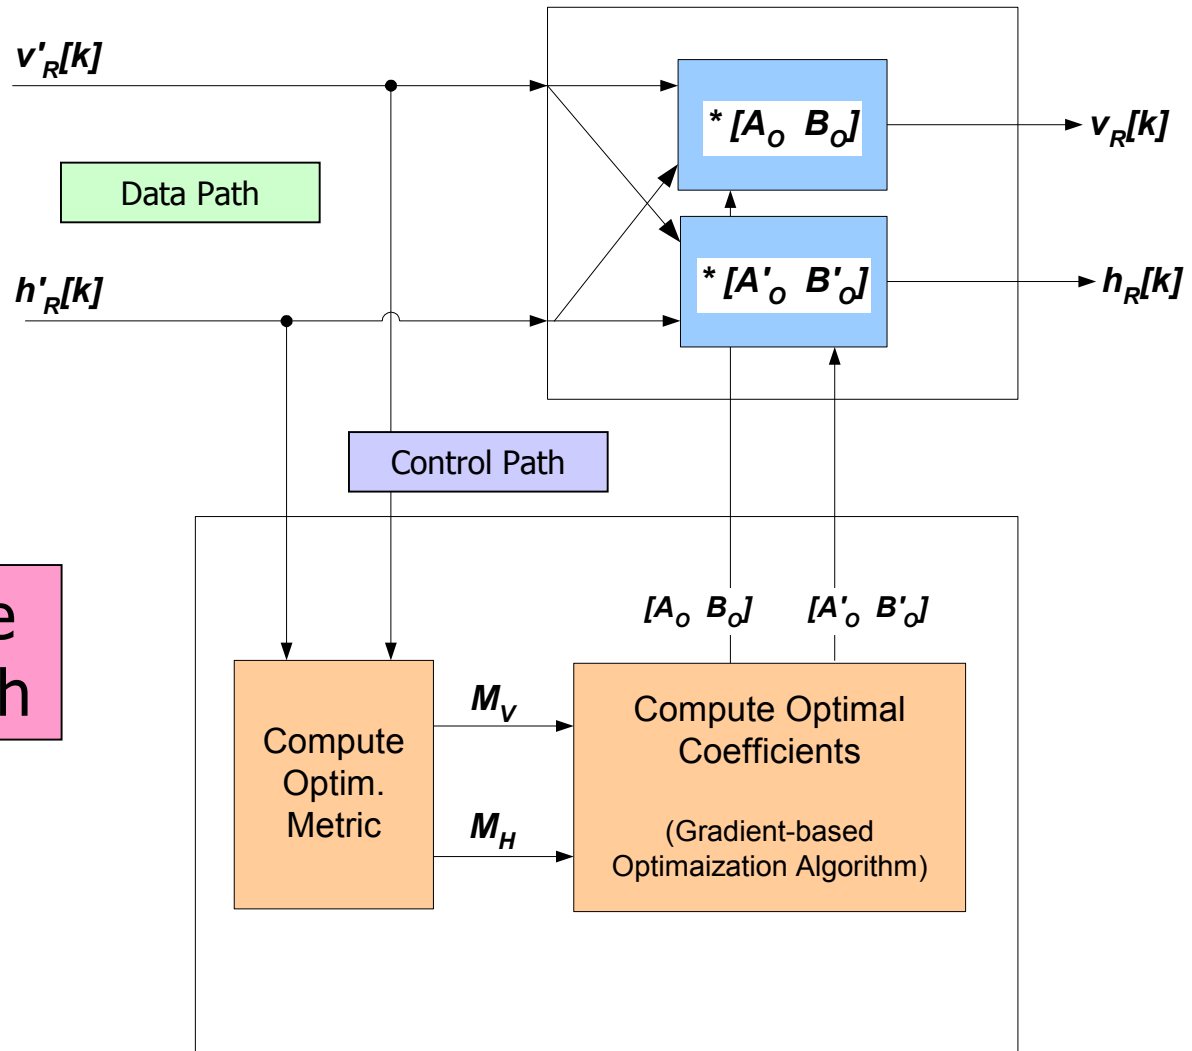 v'R[k]
* [AO BO]
vR[k]
Data Path
* [A'O B'O]
h'R[k]
hR[k]
Control Path
e
h
[AO BO] [A'O B'O]
MV
Compute Optimal
Coefficients
Compute
Optim.
Metric
MH
(Gradient-based
Optimaization Algorithm)